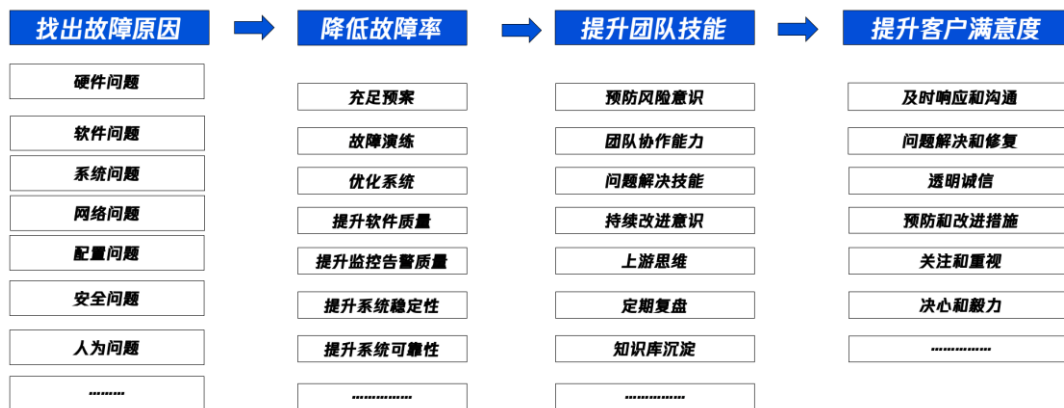 找出故障原因
硬件问题
软件问题
系统问题
网络问题
配置问题
安全问题
人为问题
………
降低故障率
充足预案
故障演练
优化系统
提升软件质量
提升监控告警质量
提升系统稳定性
提升系统可靠性
……………
提升团队技能
预防风险意识
团队协作能力
问题解决技能
持续改进意识
上游思维
定期复盘
知识库沉淀
……………
提升客户满意度
及时响应和沟通
问题解决和修复
透明诚信
预防和改进措施
关注和重视
决心和毅力
……………